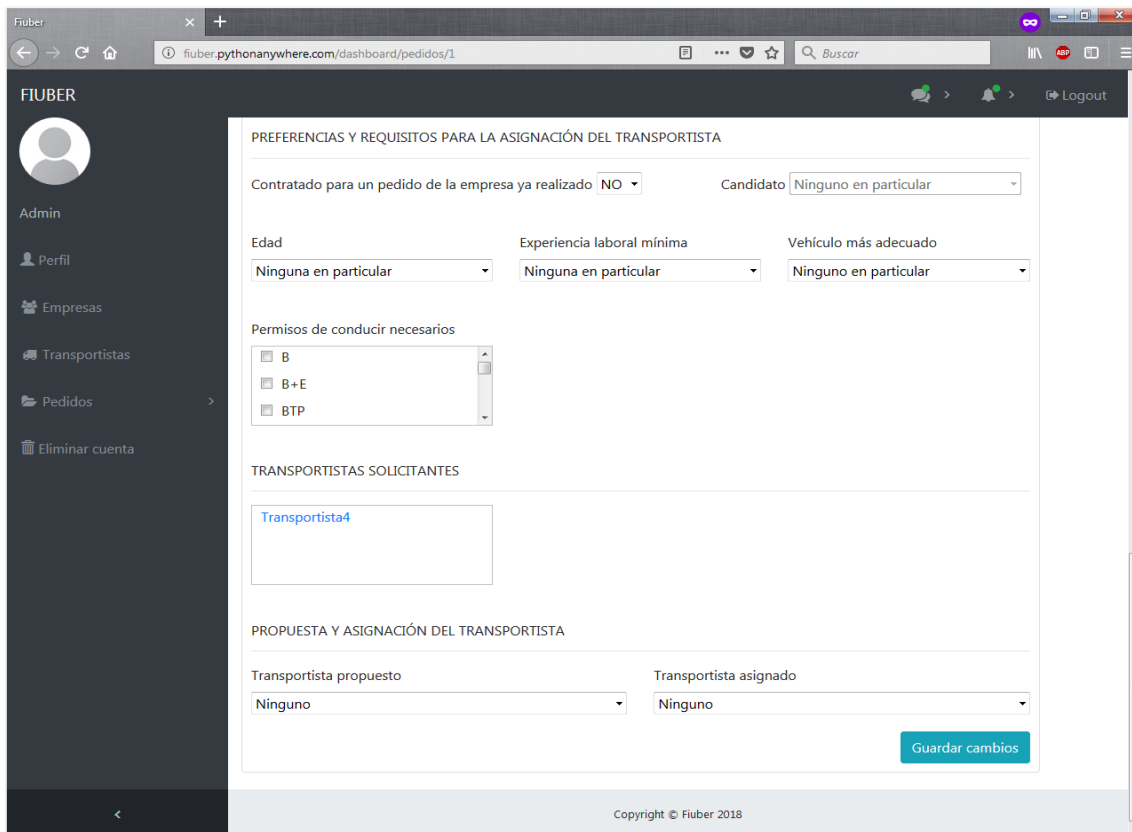 Fiuber
fiuber.pythonanywhere.com/dashboard/pedidos/1
Buscar
ABP
FIUBER
Logout
Admin
Perfil
Empresas
Transportistas
Pedidos
Eliminar cuenta
PREFERENCIAS Y REQUISITOS PARA LA ASIGNACIÓN DEL TRANSPORTISTA
Contratado para un pedido de la empresa ya realizado NO Candidato Ninguno en particular
Edad Experiencia laboral mínima Vehículo más adecuado
Ninguna en particular Ninguna en particular Ninguno en particular
Permisos de conducir necesarios
B
B+E
BTP
TRANSPORTISTAS SOLICITANTES
Transportista4
PROPUESTA Y ASIGNACIÓN DEL TRANSPORTISTA
Transportista propuesto Transportista asignado
Ninguno Ninguno
Guardar cambios
Copyright © Fiuber 2018